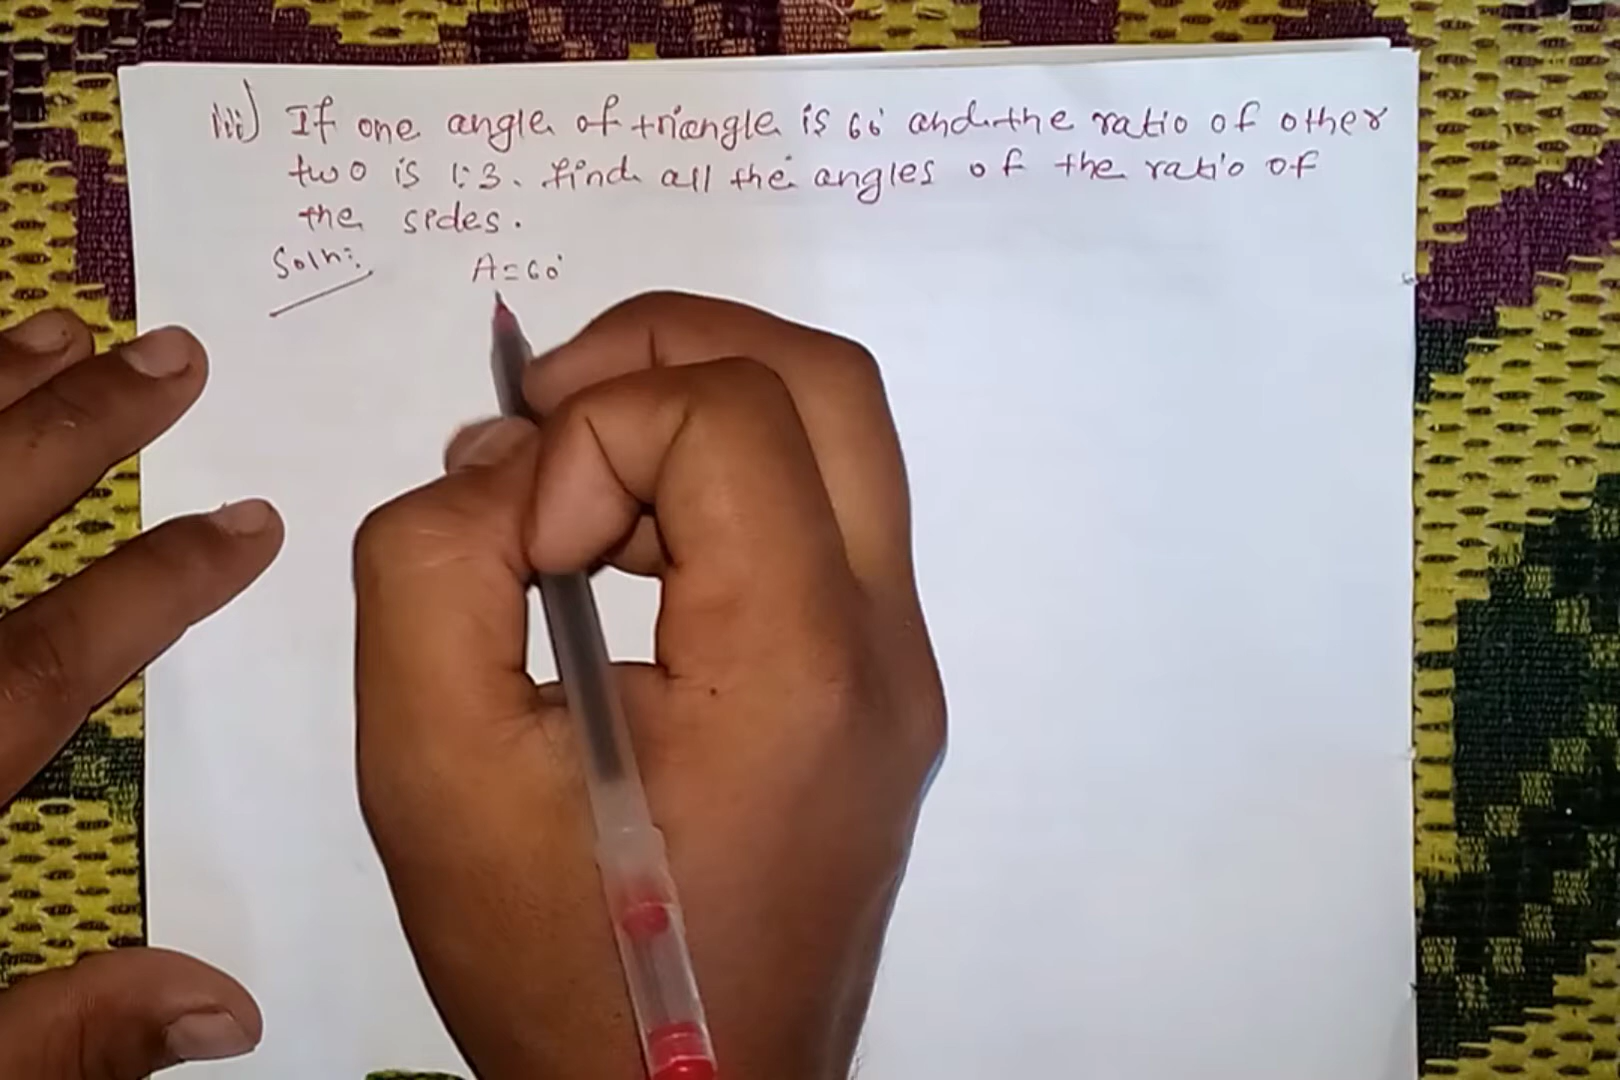 iii) If one angle of triangle is 60° and the ratio of other
two is 1:3. find all the angles of the ratio of
the sides.
Soln:
A=60°